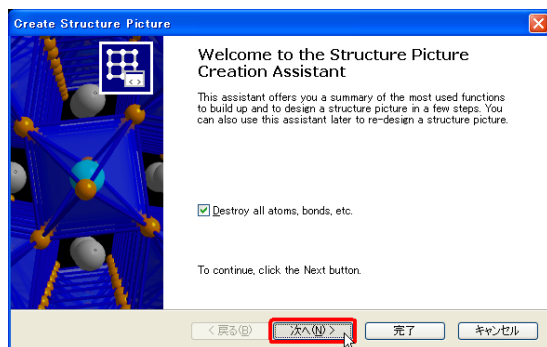 Create Structure Picture
Welcome to the Structure Picture
Creation Assistant
This assistant offers you a summary of the most used functions
to build up and to design a structure picture in a few steps. You
can also use this assistant later to re-design a structure picture.
Destroy all atoms, bonds, etc.
To continue, click the Next button.
< 戻る(B) 次へ(N) > 完了 キャンセル